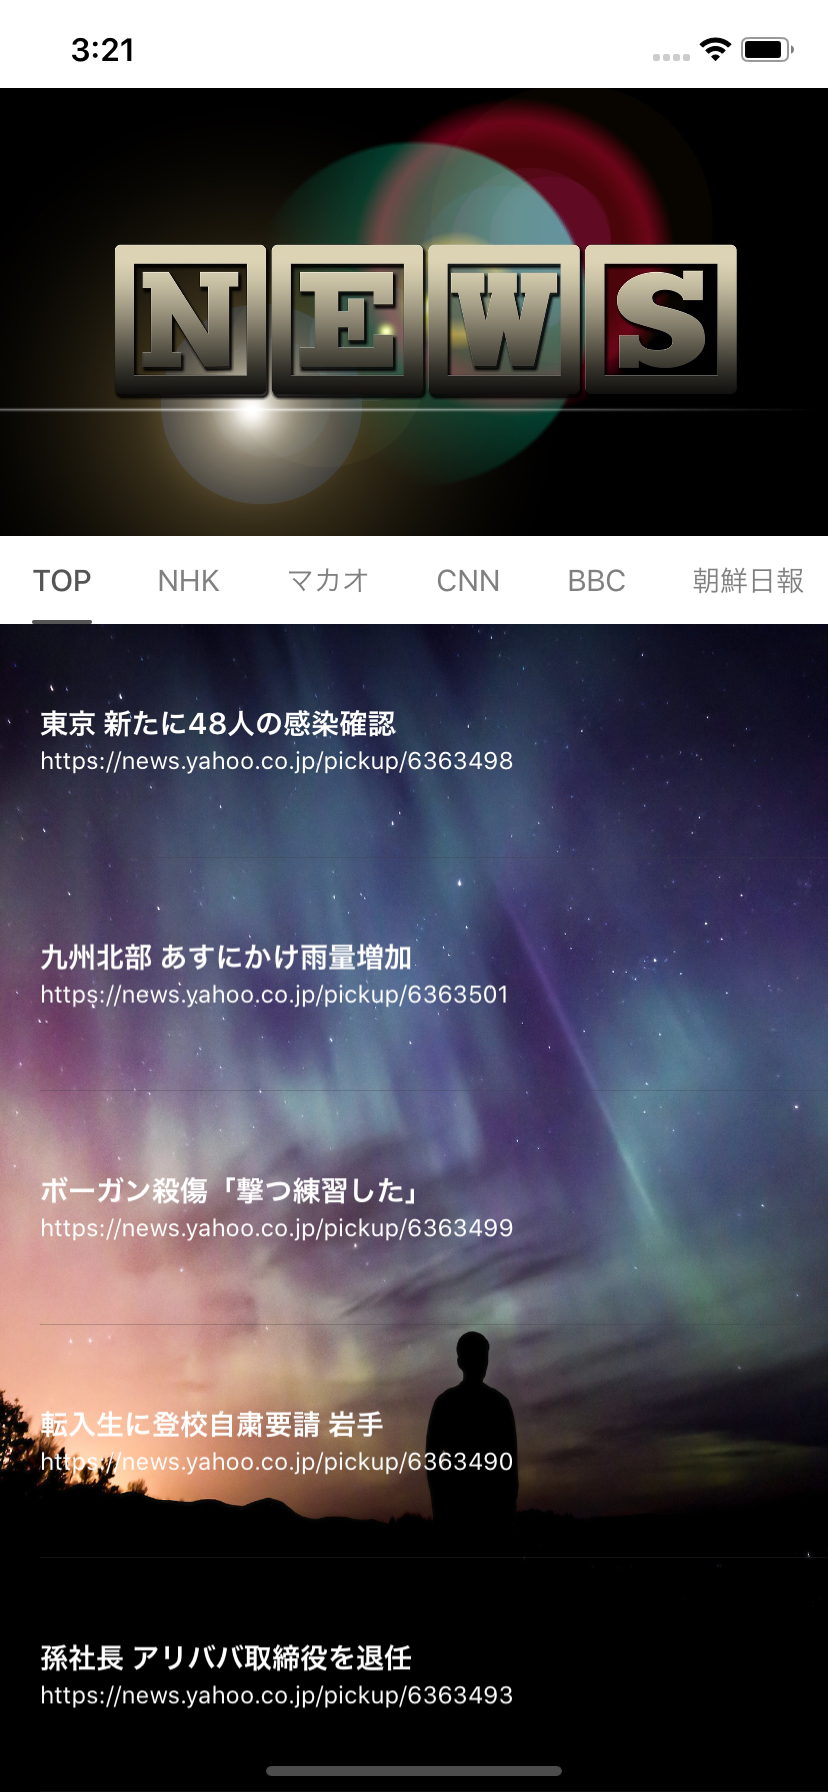 3:21
NEWS
TOP NHK マカオ CNN BBC 朝鮮日報
東京 新たに48人の感染確認
https://news.yahoo.co.jp/pickup/6363498
九州北部 あすにかけ雨量増加
https://news.yahoo.co.jp/pickup/6363501
ボーガン殺傷「撃つ練習した」
https://news.yahoo.co.jp/pickup/6363499
転入生に登校自粛要請 岩手
https://news.yahoo.co.jp/pickup/6363490
孫社長 アリババ取締役を退任
https://news.yahoo.co.jp/pickup/6363493